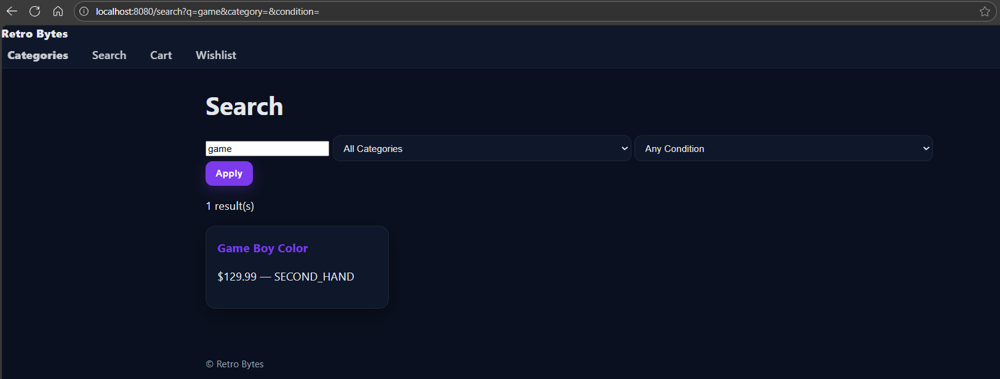 localhost:8080/search?q=game&category=&condition=
Retro Bytes
Categories Search Cart Wishlist
Search
game All Categories Any Condition
Apply
1 result(s)
Game Boy Color
$129.99 — SECOND_HAND
© Retro Bytes